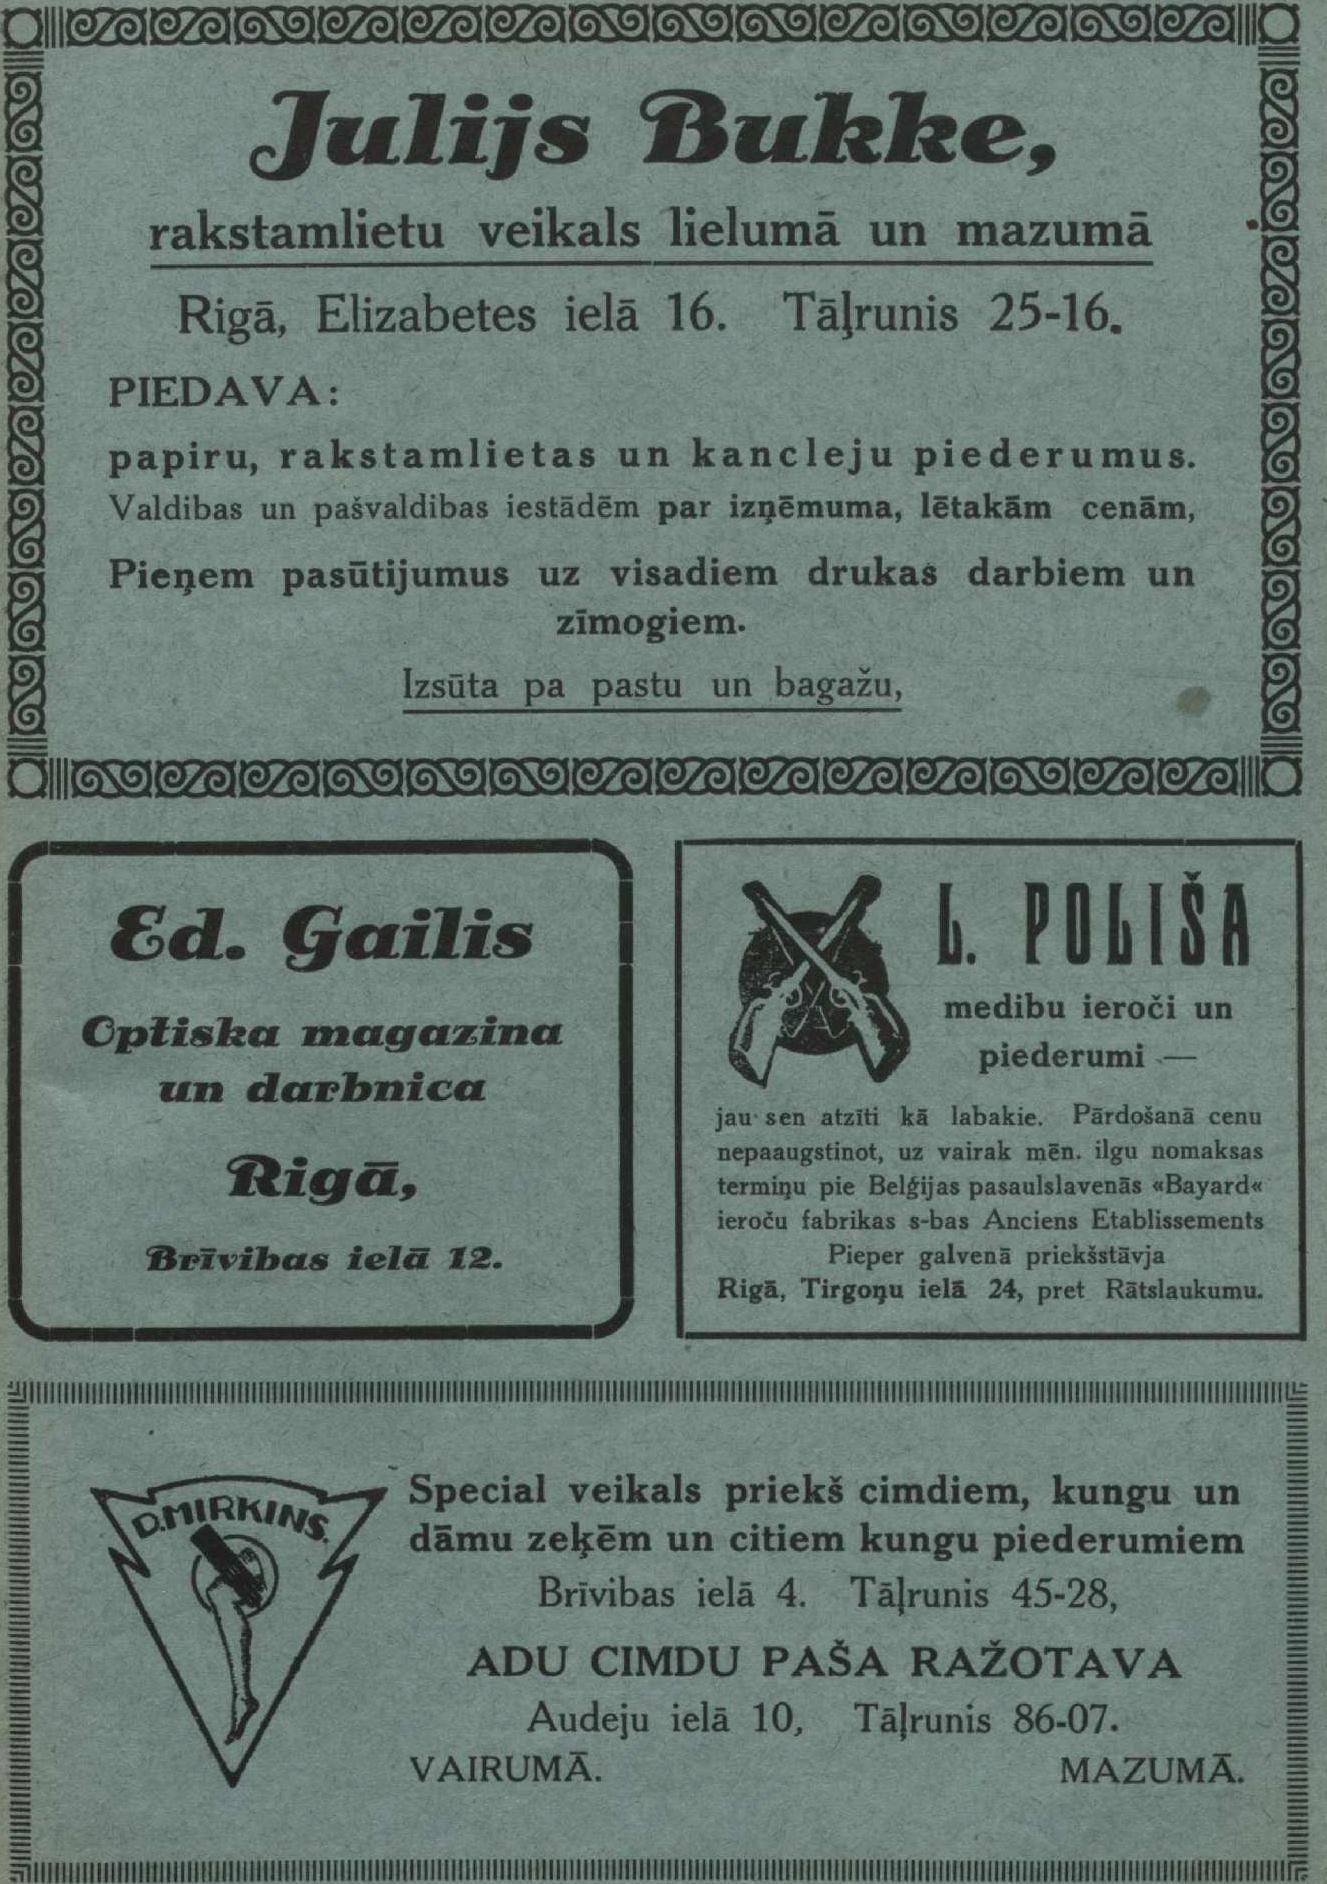 Julijs Bukke,
rakstamlietu veikals lielumā un mazumā
Rigā, Elizabetes ielā 16. Tāļrunis 25-16.
PIEDAVA:
papiru, rakstamlietas un kancleju piederumus.
Valdibas un pašvaldibas iestādēm par izņēmuma, lētakām cenām,
Pieņem pasūtijumus uz visadiem drukas darbiem un
zīmogiem.
Izsūta pa pastu un bagažu,
Ed. Gailis
Optiska magazina
un darbnica
Rigā,
Brīvibas ielā 12.
L. POLIŠA
medibu ieroči un
piederumi —
jau sen atzīti kā labakie. Pārdošanā cenu
nepaaugstinot, uz vairak mēn. ilgu nomaksas
termiņu pie Belģijas pasaulslavenās «Bayard«
ieroču fabrikas s-bas Anciens Etablissements
Pieper galvenā priekšstāvja
Rigā, Tirgoņu ielā 24, pret Rātslaukumu.
D.MIRKINS.
Special veikals priekš cimdiem, kungu un
dāmu zeķēm un citiem kungu piederumiem
Brīvibas ielā 4. Tāļrunis 45-28,
ADU CIMDU PAŠA RAŽOTAVA
Audeju ielā 10, Tāļrunis 86-07.
VAIRUMĀ. MAZUMĀ.